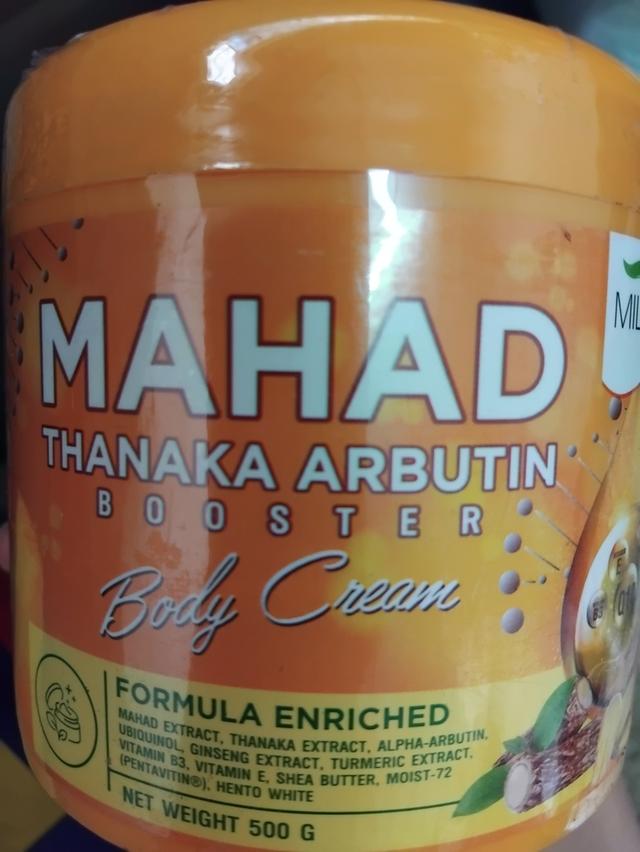 MAHAD
THANAKA ARBUTIN
BOOSTER
Body Cream
FORMULA ENRICHED
MAHAD EXTRACT, THANAKA EXTRACT, ALPHA-ARBUTIN,
UBIQUINOL, GINSENG EXTRACT, TURMERIC EXTRACT,
VITAMIN B3, VITAMIN E, SHEA BUTTER, MOIST-72
(PENTAVITIN®), HENTO WHITE
NET WEIGHT 500 G